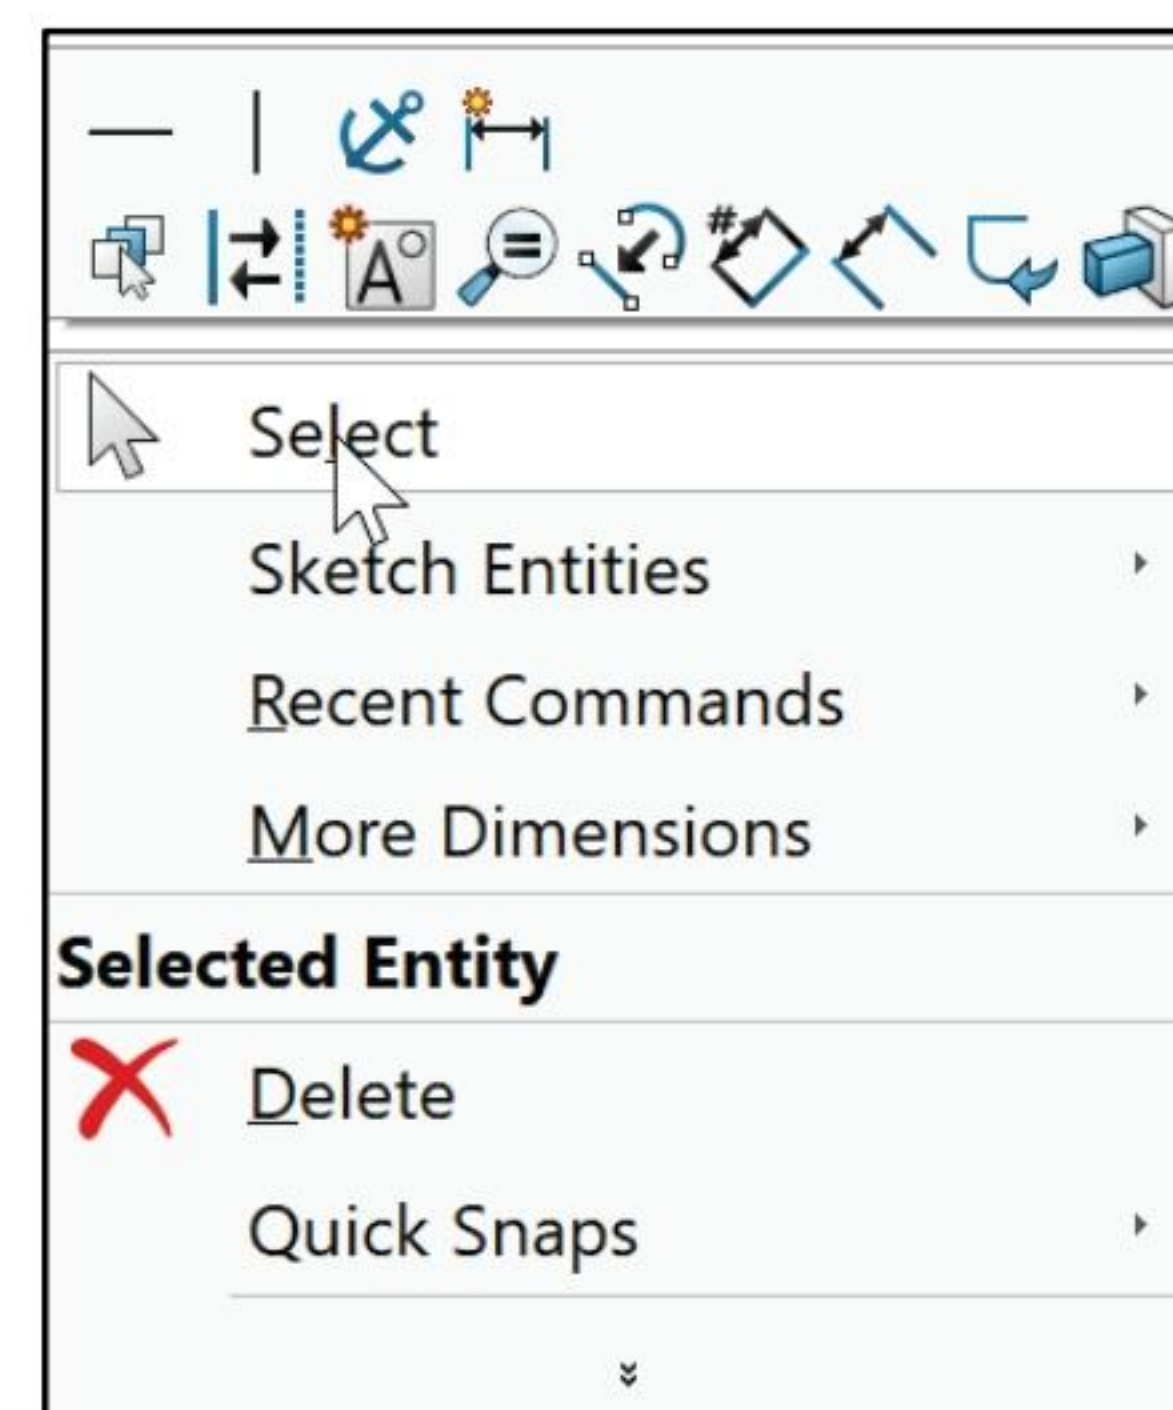 Select
Sketch Entities
Recent Commands
More Dimensions
Selected Entity
Delete
Quick Snaps